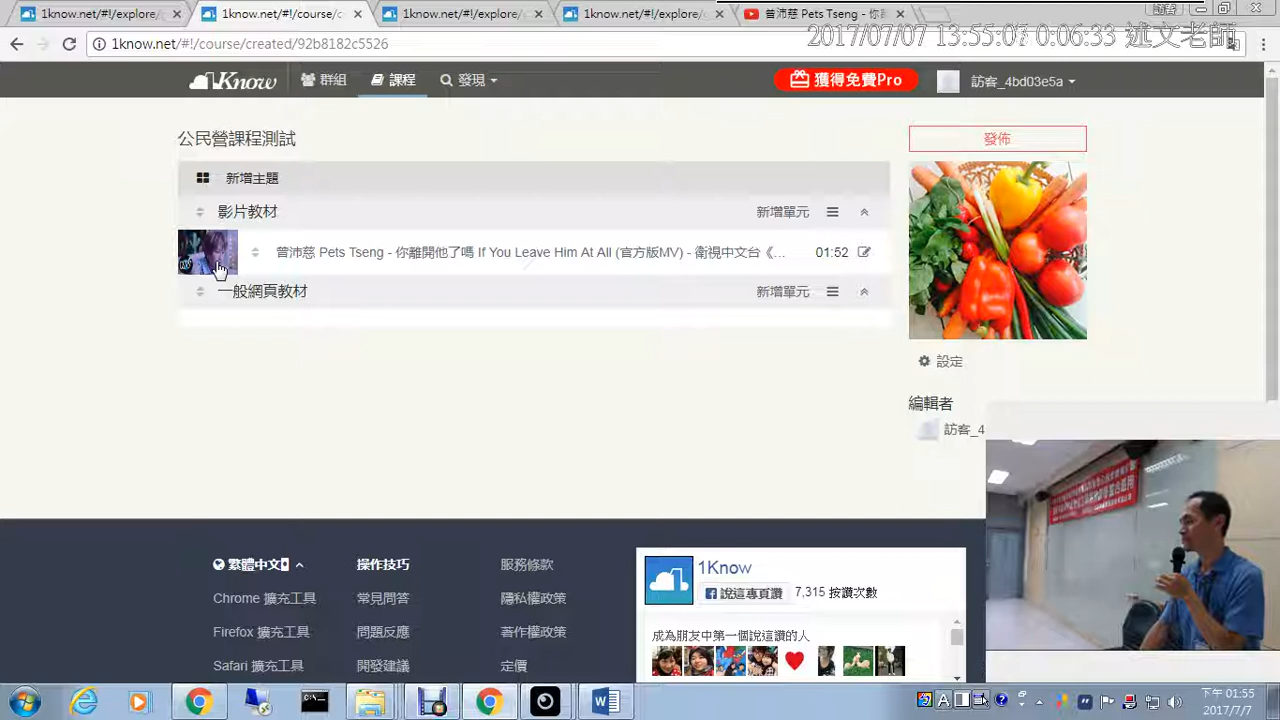 1know.net/#!/explore/c
1know.net/#!/course/c
1know.net/#!/explore/c
1know.net/#!/explore/c
曾沛慈 Pets Tseng - 你
1know.net/#!/course/created/92b8182c5526
2017/07/07 13:55:07 0:06:33 述文老師
1Know
群組
課程
發現
獲得免費Pro
訪客_4bd03e5a
公民營課程測試
發佈
新增主題
影片教材
新增單元
曾沛慈 Pets Tseng - 你離開他了嗎 If You Leave Him At All (官方版MV) - 衛視中文台《...
01:52
一般網頁教材
新增單元
設定
編輯者
訪客_4
繁體中文
操作技巧
服務條款
Chrome 擴充工具
常見問答
隱私權政策
Firefox 擴充工具
問題反應
著作權政策
Safari 擴充工具
開發建議
定價
1Know
說這專頁讚
7,315 按讚次數
成為朋友中第一個說這讚的人
下午 01:55
2017/7/7